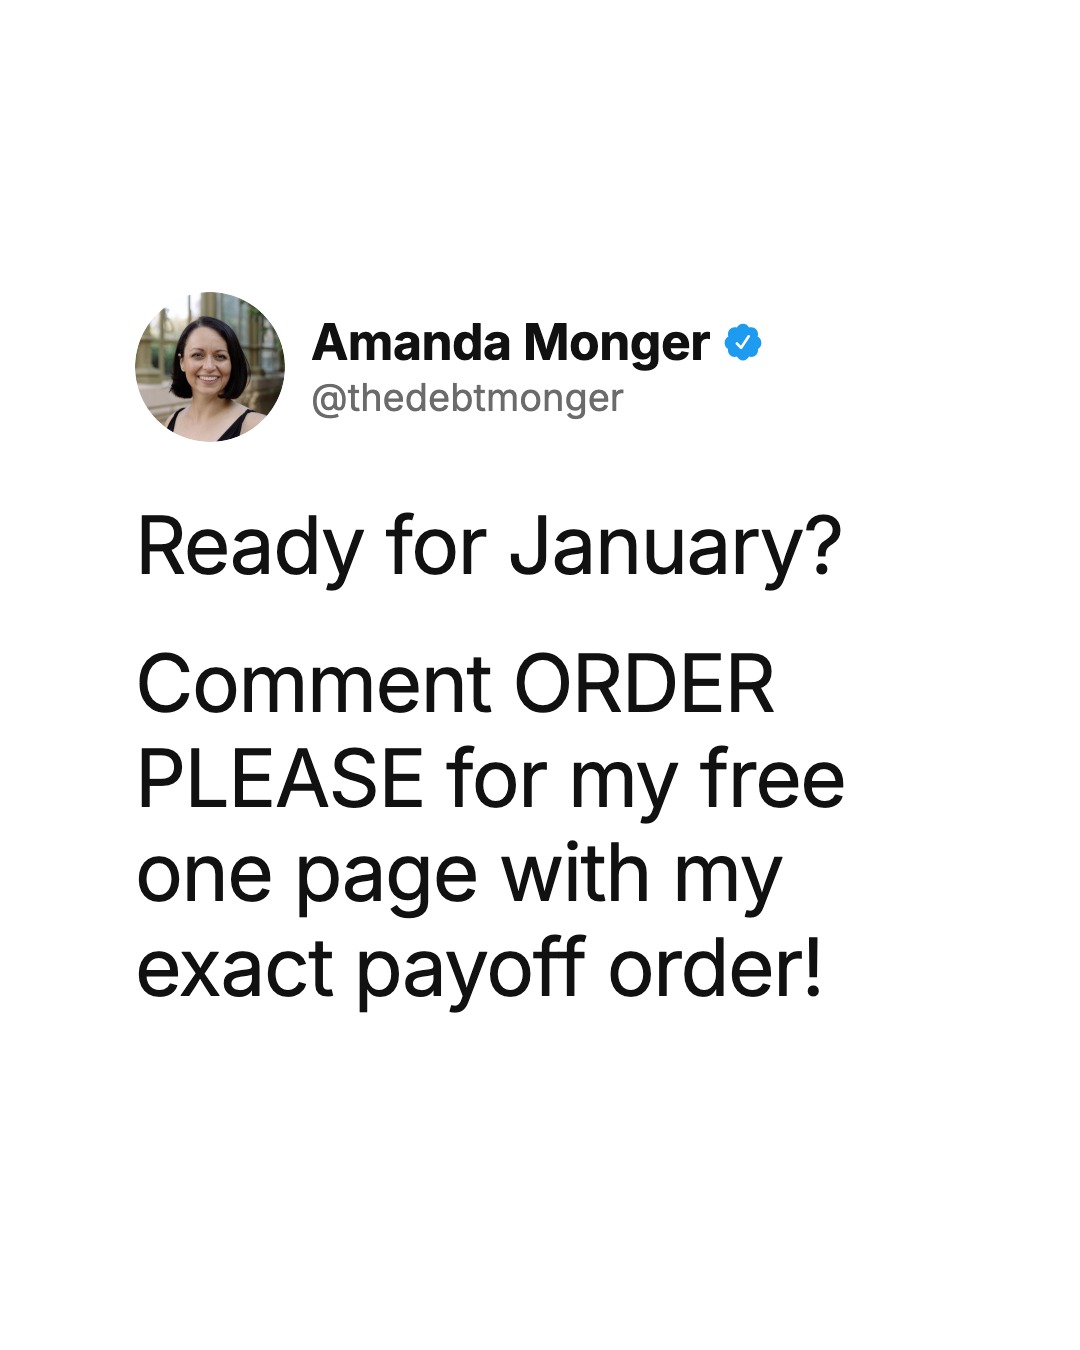 Amanda Monger
@thedebtmonger
Ready for January?
Comment ORDER
PLEASE for my free
one page with my
exact payoff order!